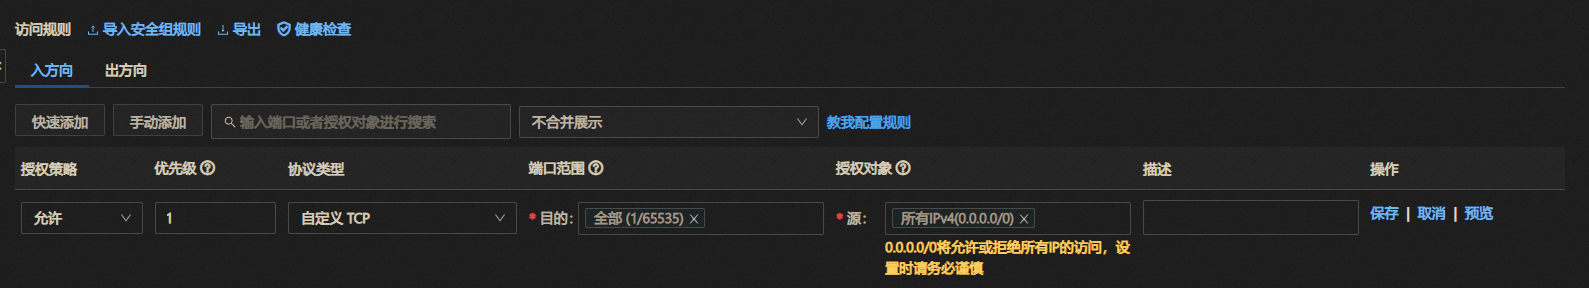 访问规则 导入安全组规则 导出 健康检查
入方向 出方向
快速添加 手动添加 输入端口或者授权对象进行搜索 不合并展示 教我配置规则
授权策略 优先级 协议类型 端口范围 授权对象 描述 操作
允许 1 自定义 TCP * 目的: 全部 (1/65535) * 源: 所有IPv4(0.0.0.0/0) 保存 | 取消 | 预览
0.0.0.0/0将允许或拒绝所有IP的访问，设
置时请务必谨慎